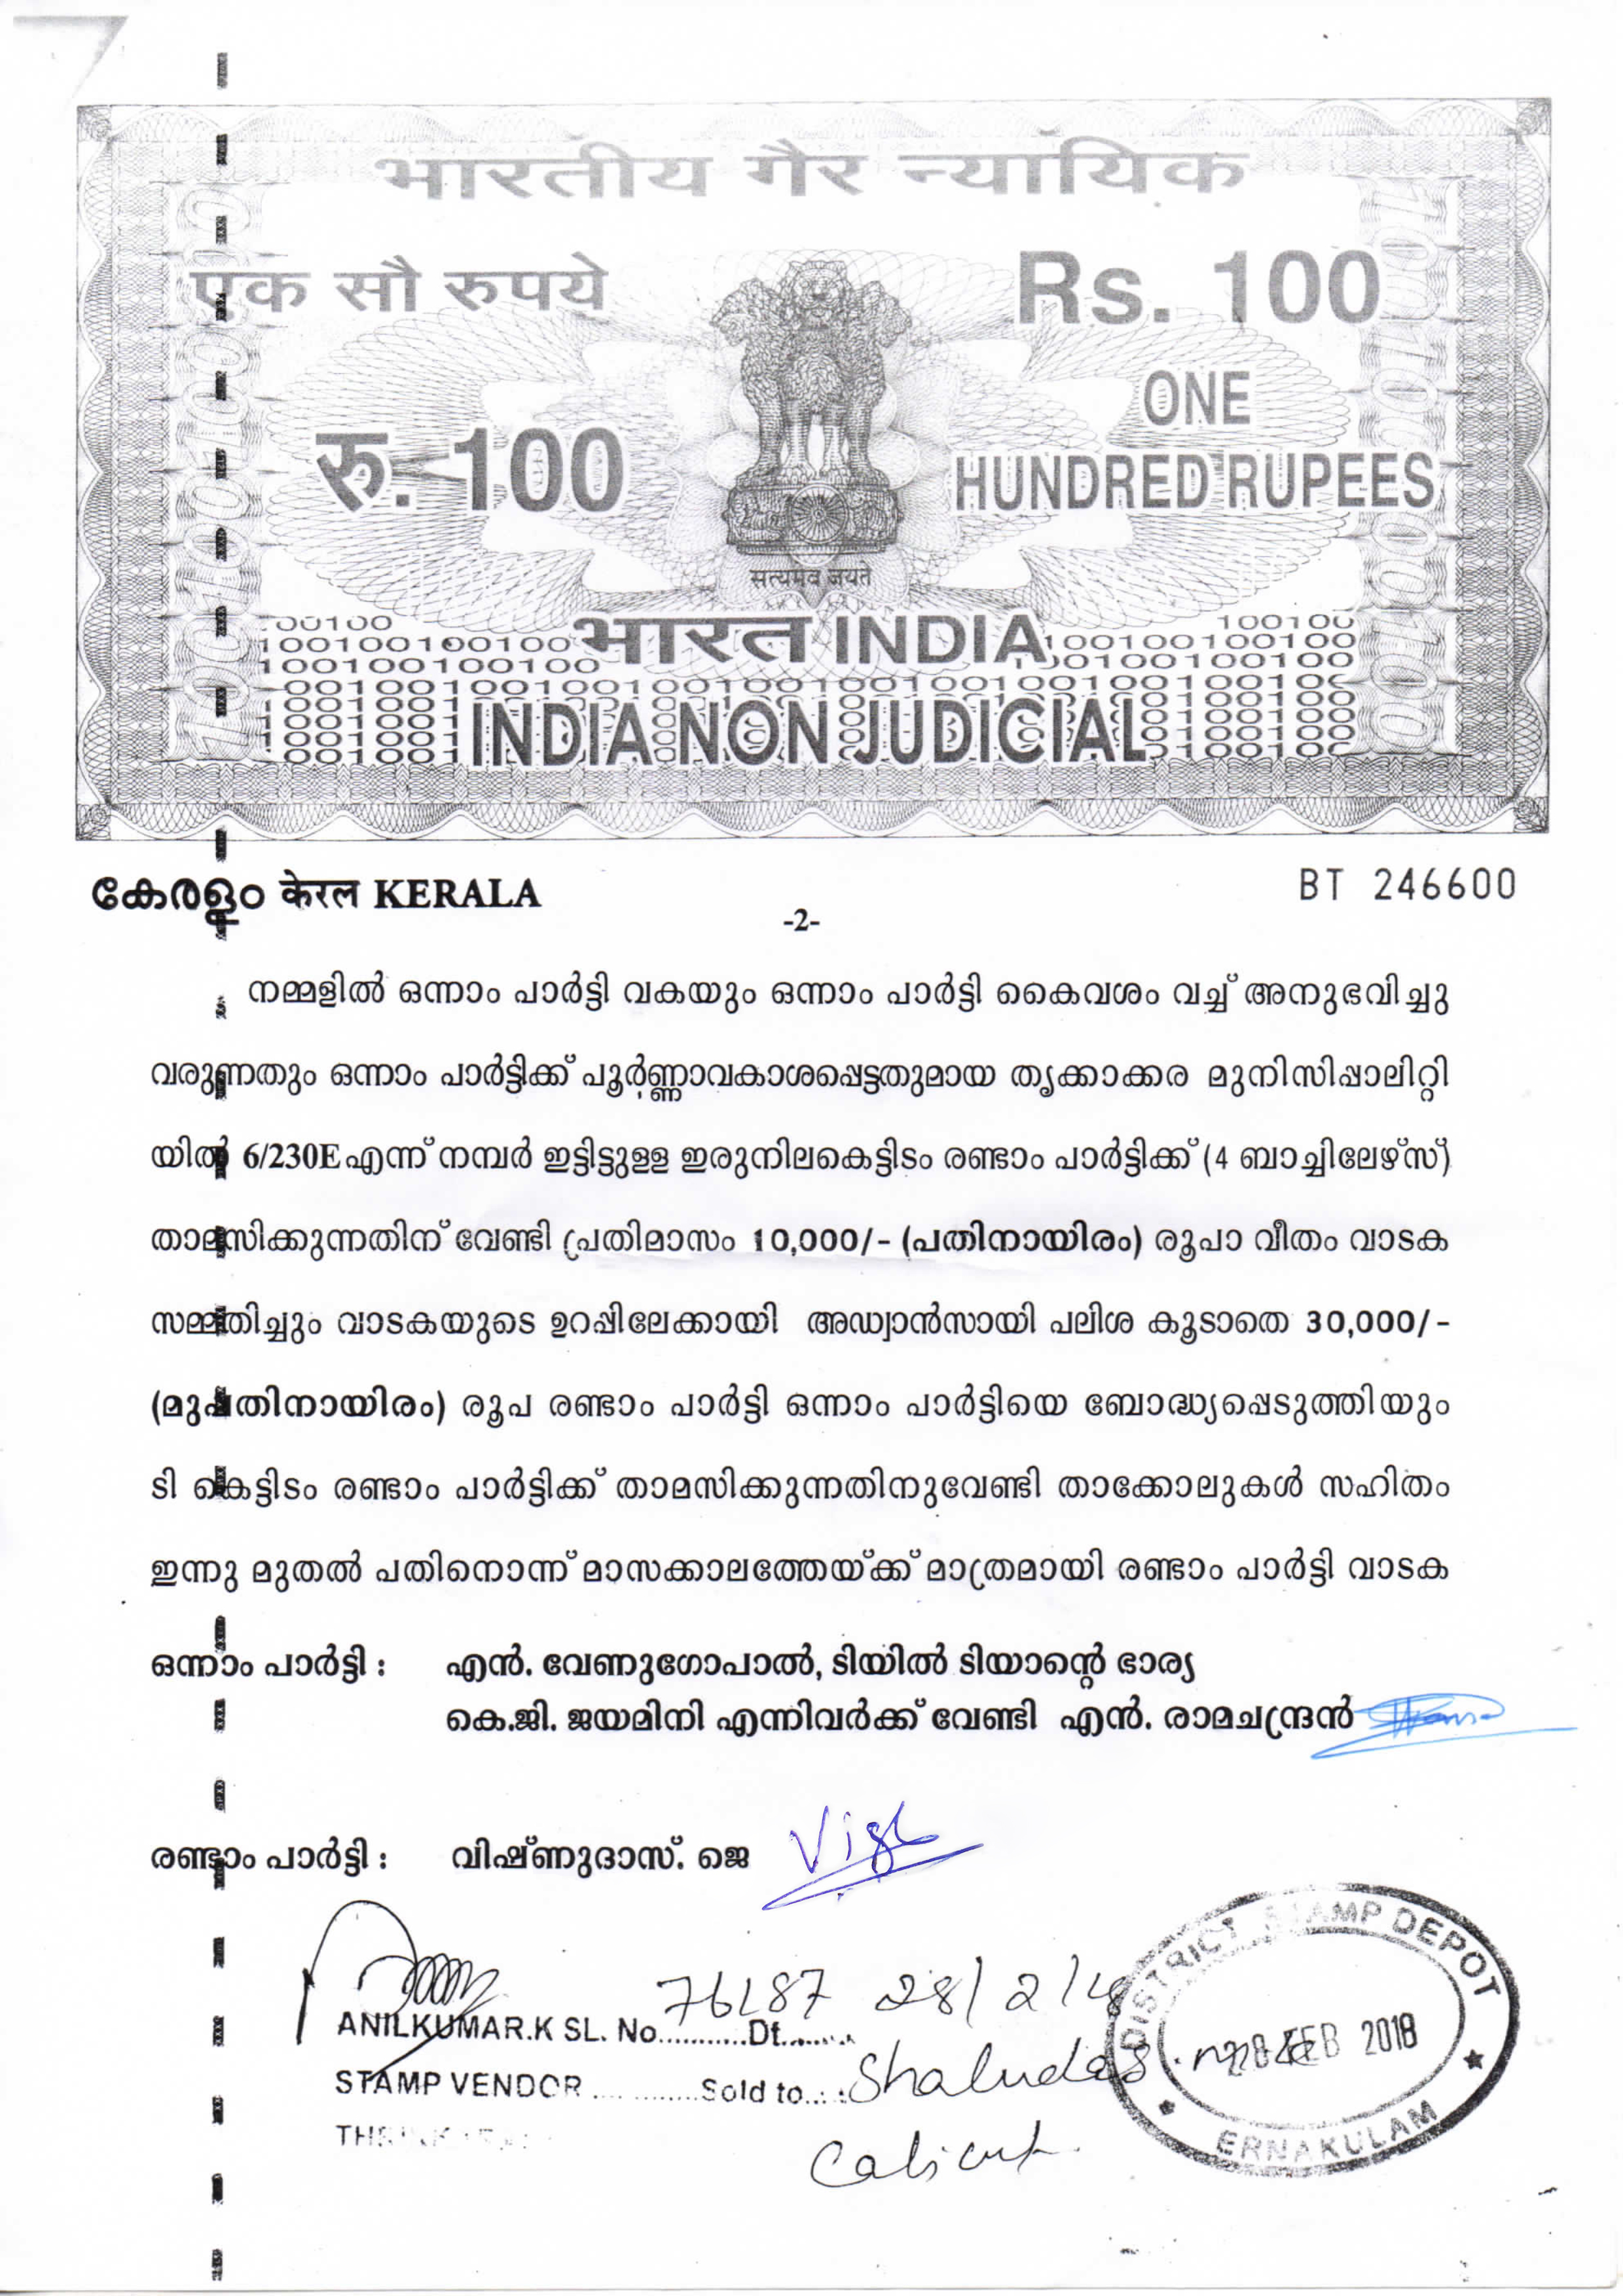 भारतीय गैर न्यायिक
एक सौ रुपये
Rs. 100
रु. 100
ONE
HUNDRED RUPEES
सत्यमेव जयते
भारत INDIA
INDIA NON JUDICIAL
കേരളം केरल KERALA
BT 246600
-2-
നമ്മളിൽ ഒന്നാം പാർട്ടി വകയും ഒന്നാം പാർട്ടി കൈവശം വച്ച് അനുഭവിച്ചു
വരുന്നതും ഒന്നാം പാർട്ടിക്ക് പൂർണ്ണാവകാശപ്പെട്ടതുമായ തൃക്കാക്കര മുനിസിപ്പാലിറ്റി
യിൽ 6/230E എന്ന് നമ്പർ ഇട്ടിട്ടുളള ഇരുനിലകെട്ടിടം രണ്ടാം പാർട്ടിക്ക് (4 ബാച്ചിലേഴ്സ്)
താമസിക്കുന്നതിന് വേണ്ടി പ്രതിമാസം 10,000/- (പതിനായിരം) രൂപാ വീതം വാടക
സമ്മതിച്ചും വാടകയുടെ ഉറപ്പിലേക്കായി അഡ്വാൻസായി പലിശ കൂടാതെ 30,000/-
(മുപ്പതിനായിരം) രൂപ രണ്ടാം പാർട്ടി ഒന്നാം പാർട്ടിയെ ബോദ്ധ്യപ്പെടുത്തിയും
ടി കെട്ടിടം രണ്ടാം പാർട്ടിക്ക് താമസിക്കുന്നതിനുവേണ്ടി താക്കോലുകൾ സഹിതം
ഇന്നു മുതൽ പതിനൊന്ന് മാസക്കാലത്തേയ്ക്ക് മാത്രമായി രണ്ടാം പാർട്ടി വാടക
ഒന്നാം പാർട്ടി : എൻ. വേണുഗോപാൽ, ടിയിൽ ടിയാന്റെ ഭാര്യ
കെ.ജി. ജയമിനി എന്നിവർക്ക് വേണ്ടി എൻ. രാമചന്ദ്രൻ
രണ്ടാം പാർട്ടി : വിഷ്ണുദാസ്. ജെ
ANILKUMAR.K SL. No. 76187 Dt. 28/2/18
STAMP VENDOR Sold to Shaludas
Calicut
DISTRICT STAMP DEPOT
28 FEB 2018
ERNAKULAM